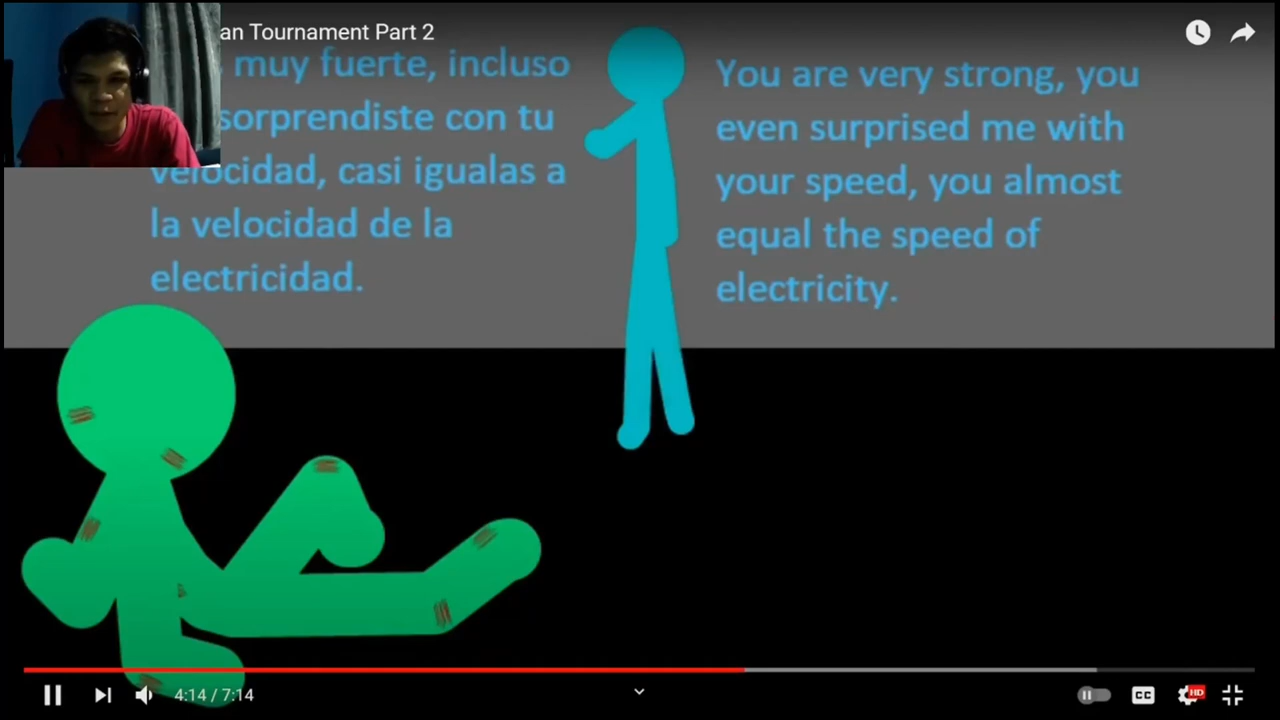 an Tournament Part 2
muy fuerte, incluso
sorprendiste con tu
velocidad, casi igualas a
la velocidad de la
electricidad.
You are very strong, you
even surprised me with
your speed, you almost
equal the speed of
electricity.
4:14 / 7:14
CC
HD